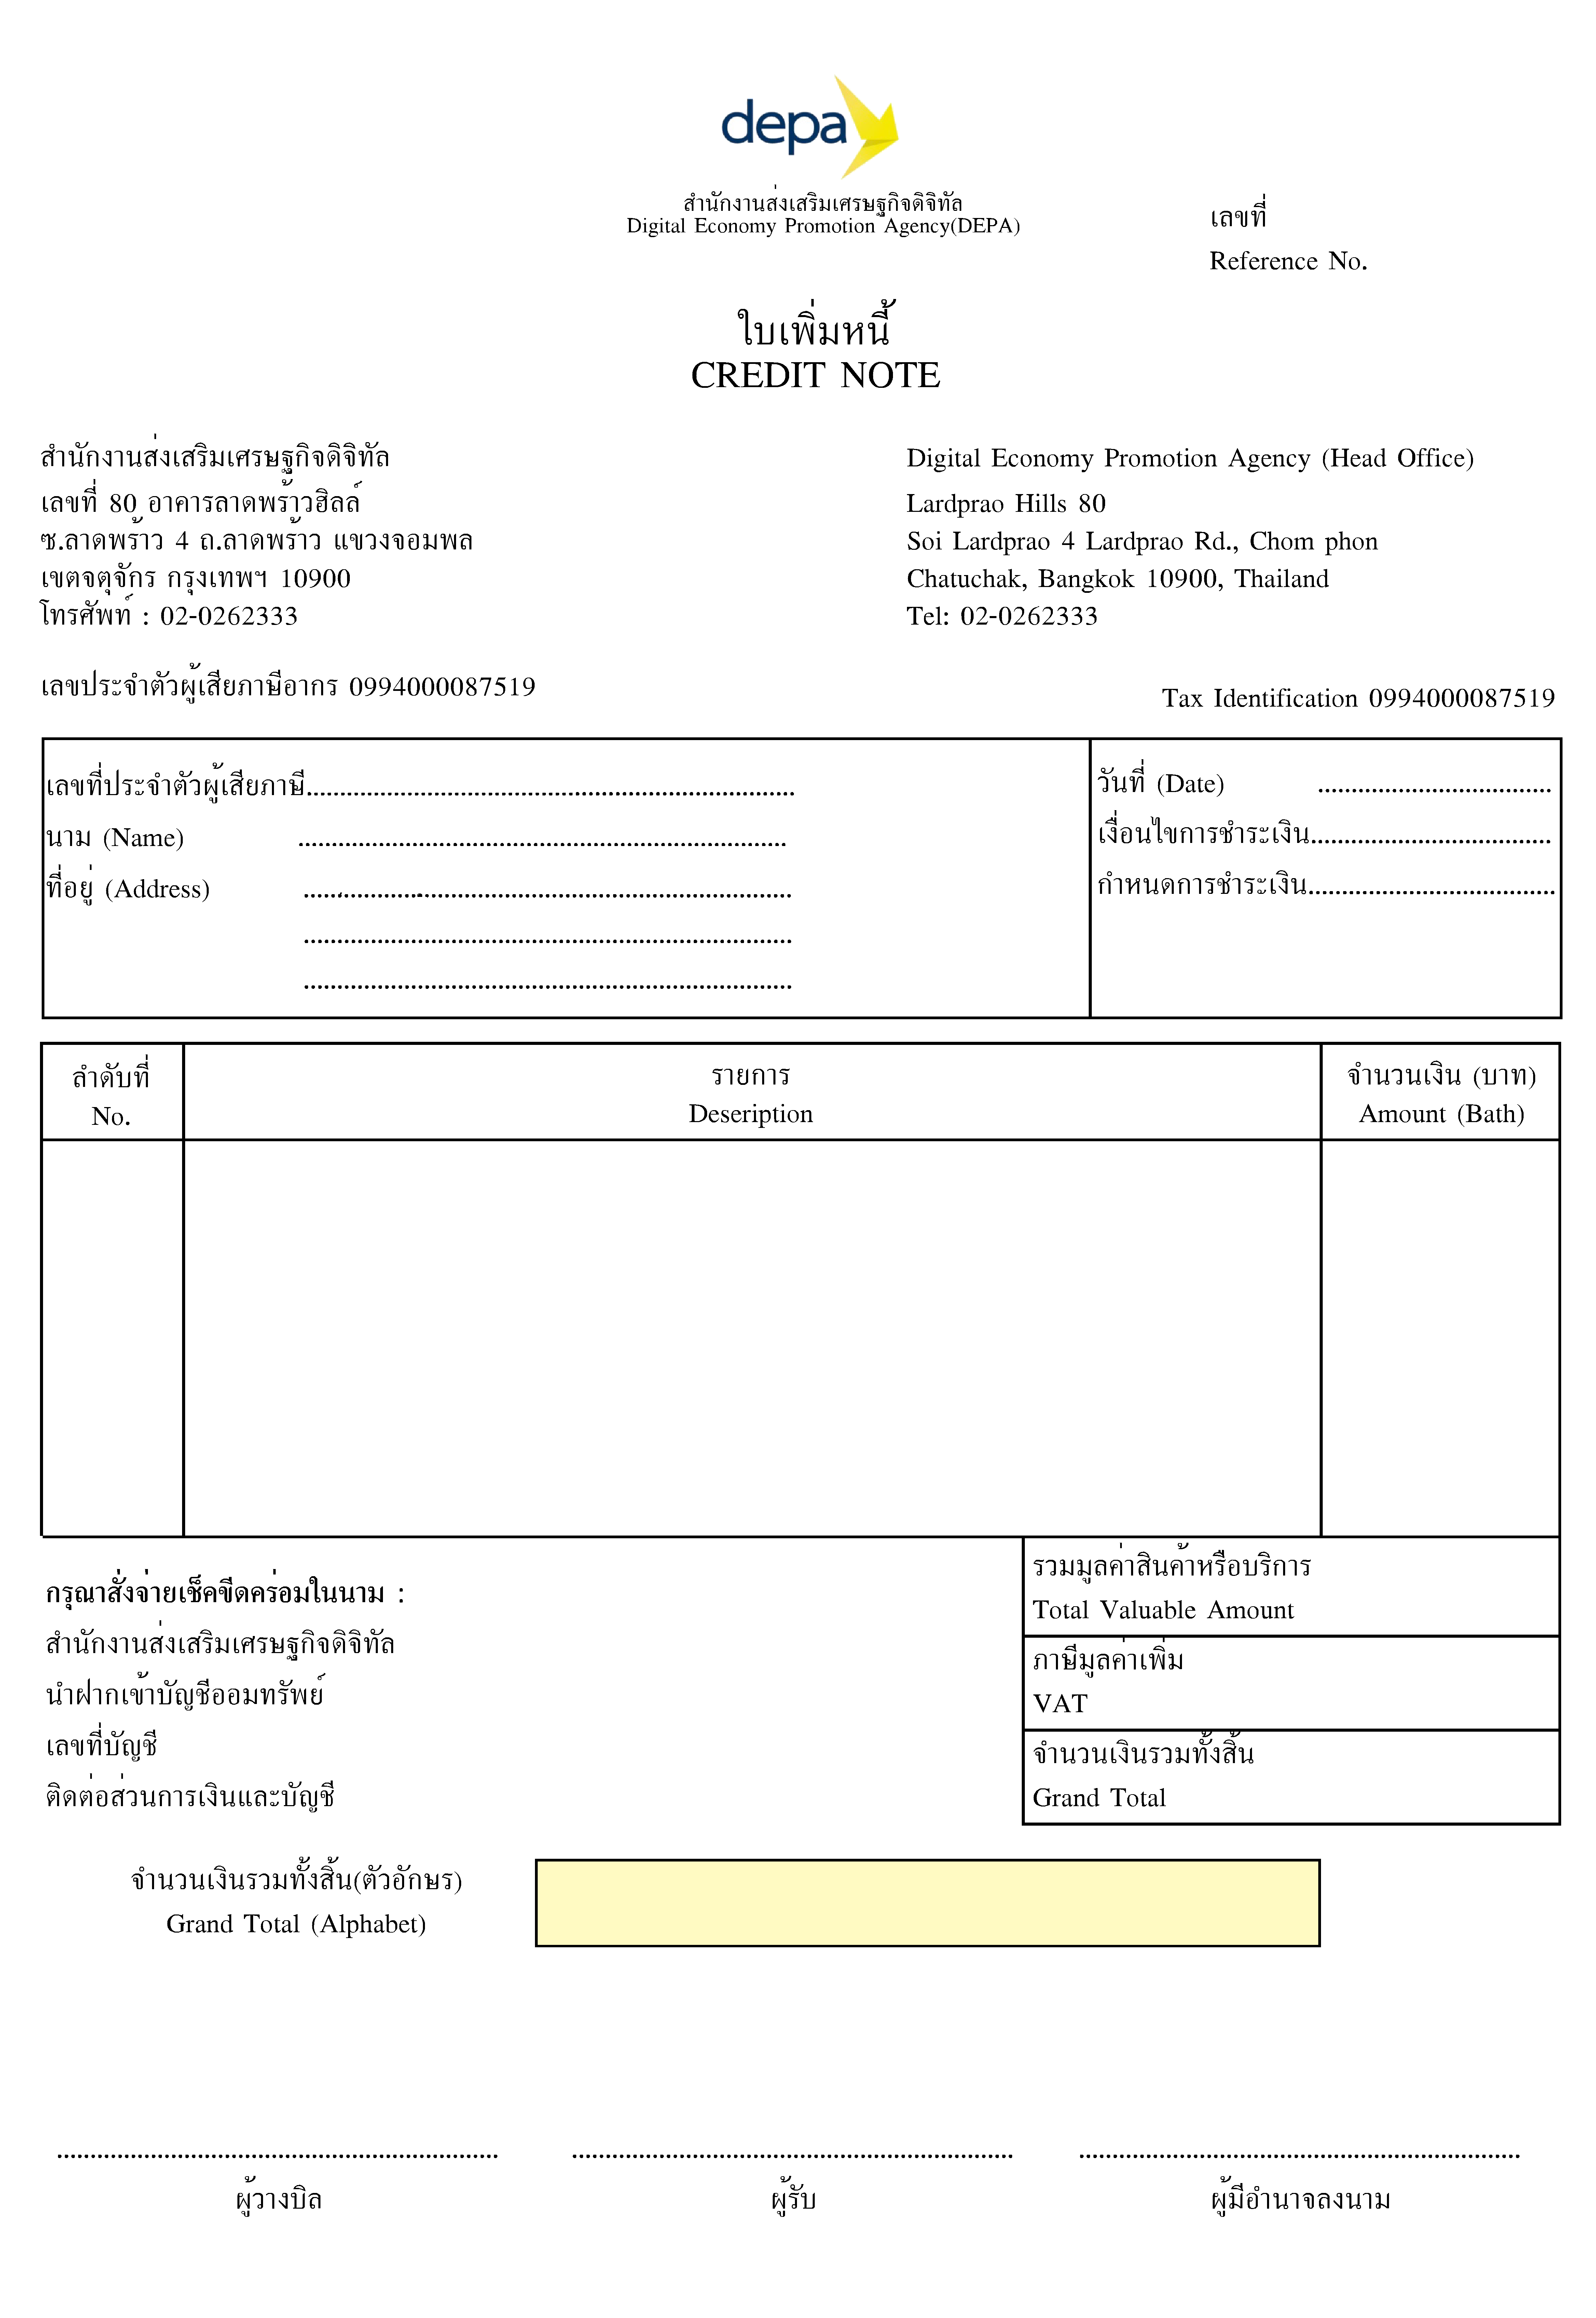 depa
สำนักงานส่งเสริมเศรษฐกิจดิจิทัล
Digital Economy Promotion Agency(DEPA)
เลขที่
Reference No.
ใบเพิ่มหนี้
CREDIT NOTE
สำนักงานส่งเสริมเศรษฐกิจดิจิทัล
เลขที่ 80 อาคารลาดพร้าวฮิลล์
ซ.ลาดพร้าว 4 ถ.ลาดพร้าว แขวงจอมพล
เขตจตุจักร กรุงเทพฯ 10900
โทรศัพท์ : 02-0262333
Digital Economy Promotion Agency (Head Office)
Lardprao Hills 80
Soi Lardprao 4 Lardprao Rd., Chom phon
Chatuchak, Bangkok 10900, Thailand
Tel: 02-0262333
เลขประจำตัวผู้เสียภาษีอากร 0994000087519
Tax Identification 0994000087519
เลขที่ประจำตัวผู้เสียภาษี..........................................................................
นาม (Name) ..........................................................................
ที่อยู่ (Address) ..........................................................................
..........................................................................
..........................................................................
วันที่ (Date) ...................................
เงื่อนไขการชำระเงิน....................................
กำหนดการชำระเงิน.....................................
ลำดับที่
No.
รายการ
Deseription
จำนวนเงิน (บาท)
Amount (Bath)
รวมมูลค่าสินค้าหรือบริการ
Total Valuable Amount
ภาษีมูลค่าเพิ่ม
VAT
จำนวนเงินรวมทั้งสิ้น
Grand Total
กรุณาสั่งจ่ายเช็คขีดคร่อมในนาม :
สำนักงานส่งเสริมเศรษฐกิจดิจิทัล
นำฝากเข้าบัญชีออมทรัพย์
เลขที่บัญชี
ติดต่อส่วนการเงินและบัญชี
จำนวนเงินรวมทั้งสิ้น(ตัวอักษร)
Grand Total (Alphabet)
.................................................................. .................................................................. ..................................................................
ผู้วางบิล ผู้รับ ผู้มีอำนาจลงนาม